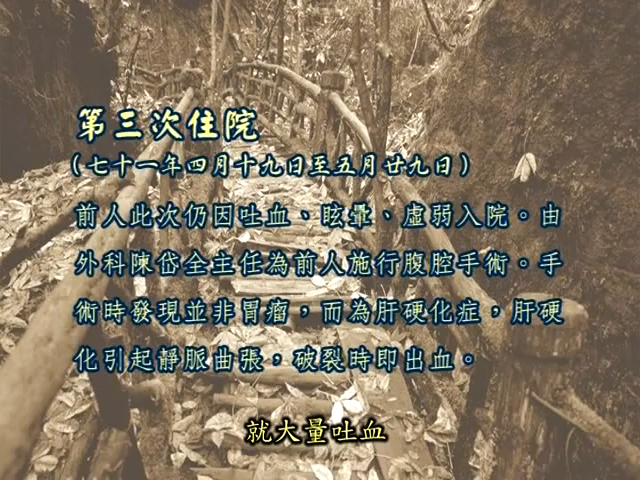 第三次住院
（七十一年四月十九日至五月廿九日）
前人此次仍因吐血、眩暈、虛弱入院。由
外科陳岱全主任為前人施行腹腔手術。手
術時發現並非胃瘤，而為肝硬化症，肝硬
化引起靜脈曲張，破裂時即出血。
就大量吐血